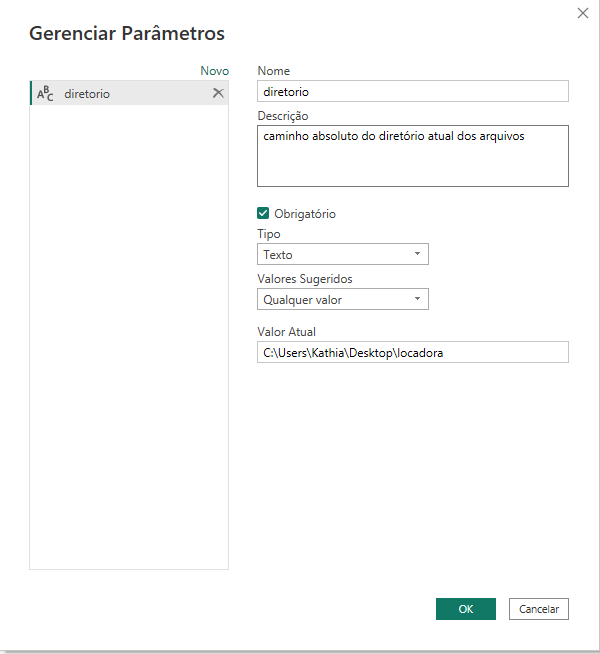 Gerenciar Parâmetros
Novo
ABC diretorio
Nome
diretorio
Descrição
caminho absoluto do diretório atual dos arquivos
Obrigatório
Tipo
Texto
Valores Sugeridos
Qualquer valor
Valor Atual
C:\Users\Kathia\Desktop\locadora
OK
Cancelar